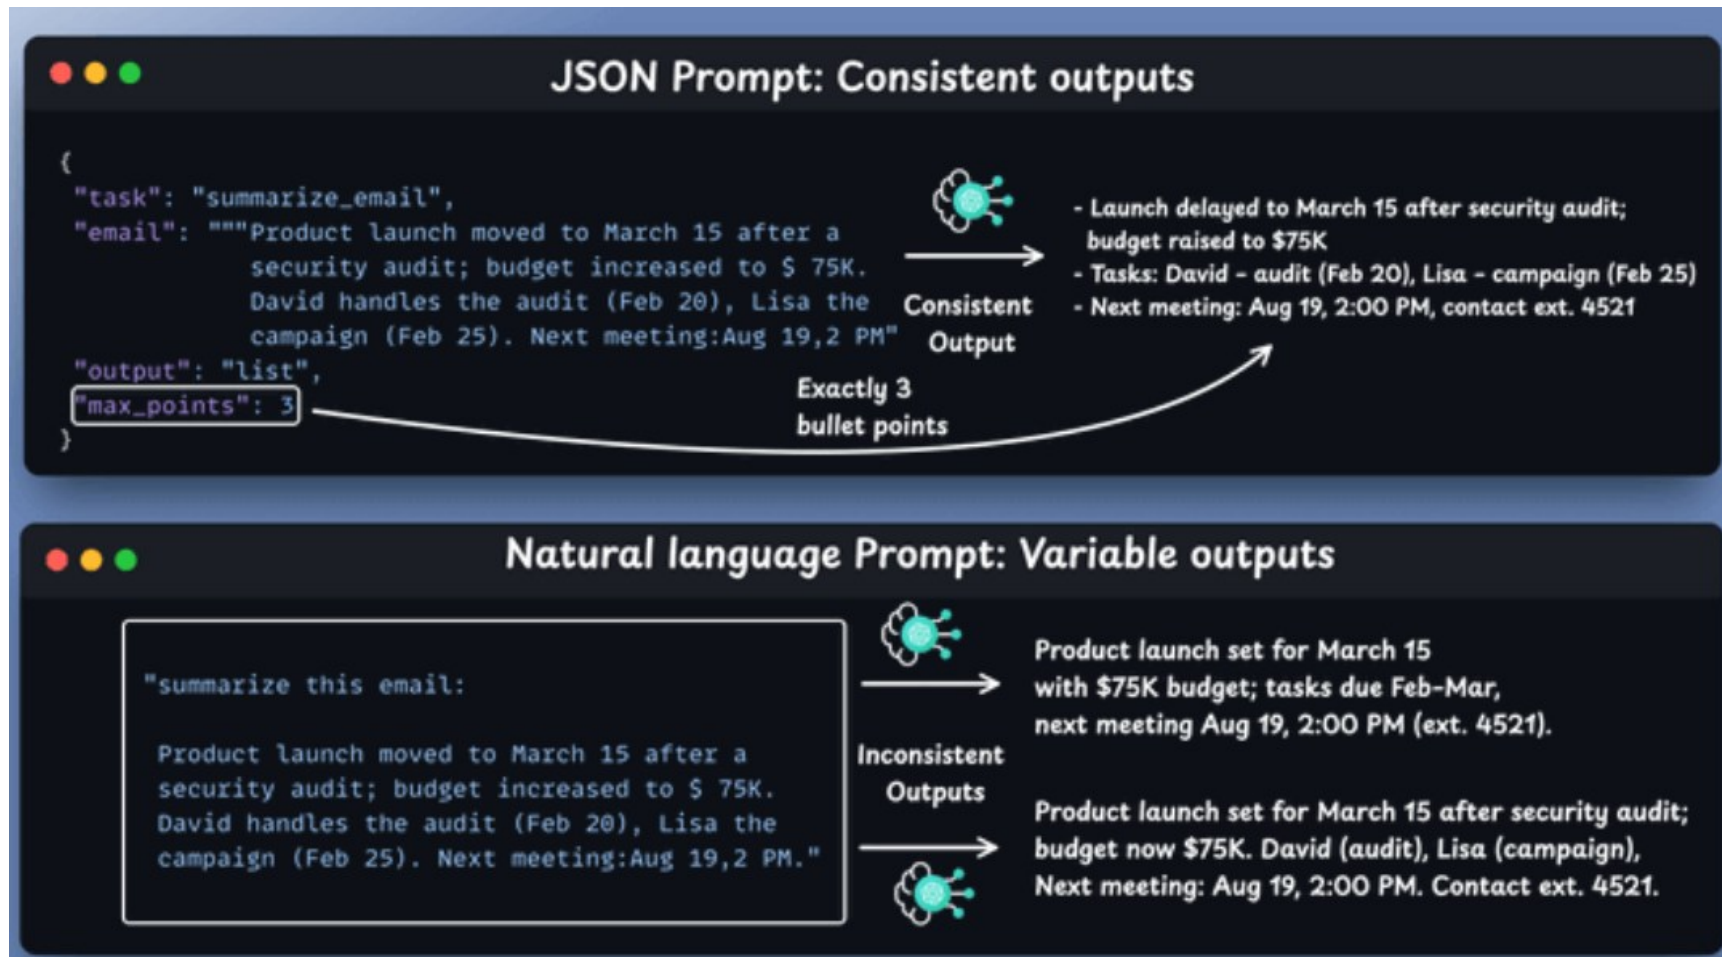 JSON Prompt: Consistent outputs
{
"task": "summarize_email",
"email": """Product launch moved to March 15 after a
security audit; budget increased to $ 75K.
David handles the audit (Feb 20), Lisa the
campaign (Feb 25). Next meeting:Aug 19,2 PM"
"output": "list",
"max_points": 3
}
Consistent
Output
Exactly 3
bullet points
- Launch delayed to March 15 after security audit;
budget raised to $75K
- Tasks: David - audit (Feb 20), Lisa - campaign (Feb 25)
- Next meeting: Aug 19, 2:00 PM, contact ext. 4521
Natural language Prompt: Variable outputs
"summarize this email:
Product launch moved to March 15 after a
security audit; budget increased to $ 75K.
David handles the audit (Feb 20), Lisa the
campaign (Feb 25). Next meeting:Aug 19,2 PM."
Inconsistent
Outputs
Product launch set for March 15
with $75K budget; tasks due Feb-Mar,
next meeting Aug 19, 2:00 PM (ext. 4521).
Product launch set for March 15 after security audit;
budget now $75K. David (audit), Lisa (campaign),
Next meeting: Aug 19, 2:00 PM. Contact ext. 4521.